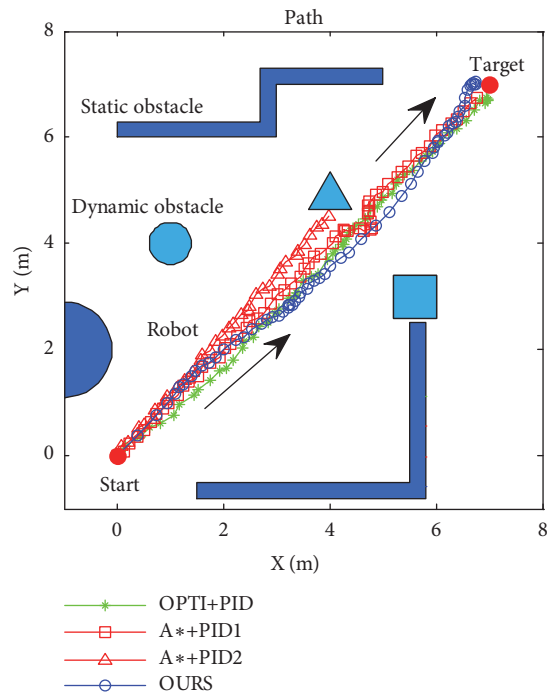 Path
8
6
4
2
0
Y (m)
Target
Static obstacle
Dynamic obstacle
Robot
Start
0 2 4 6 8
X (m)
OPTI+PID
A*+PID1
A*+PID2
OURS